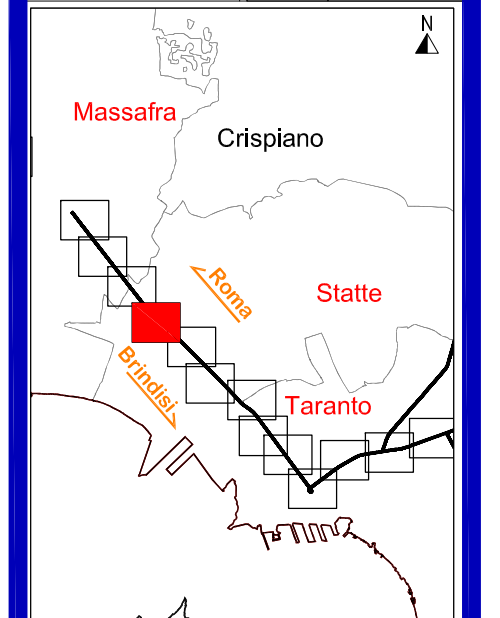 N
Massafra
Crispiano
Roma
Statte
Brindisi
Taranto